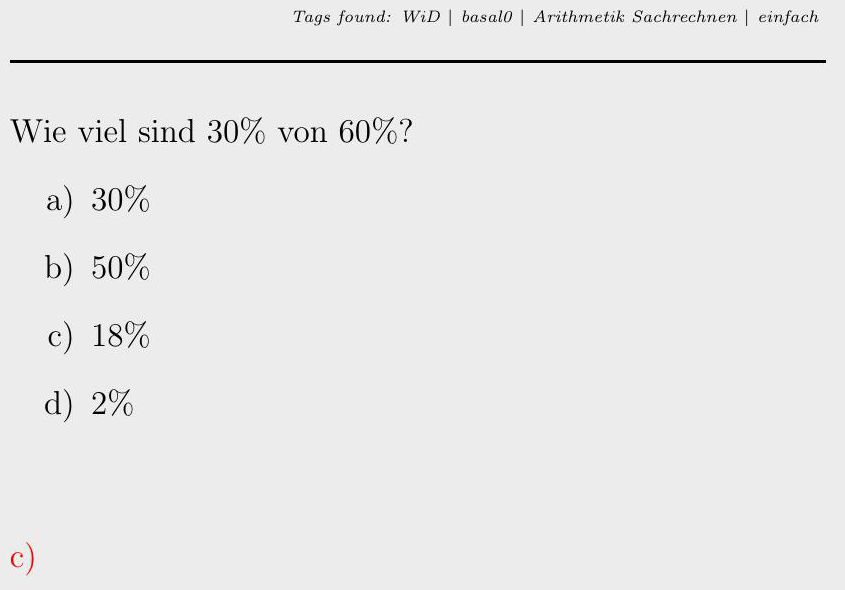 Tags found: WiD | basal0 | Arithmetik Sachrechnen | einfach
Wie viel sind 30% von 60%?
a) 30%
b) 50%
c) 18%
d) 2%
c)